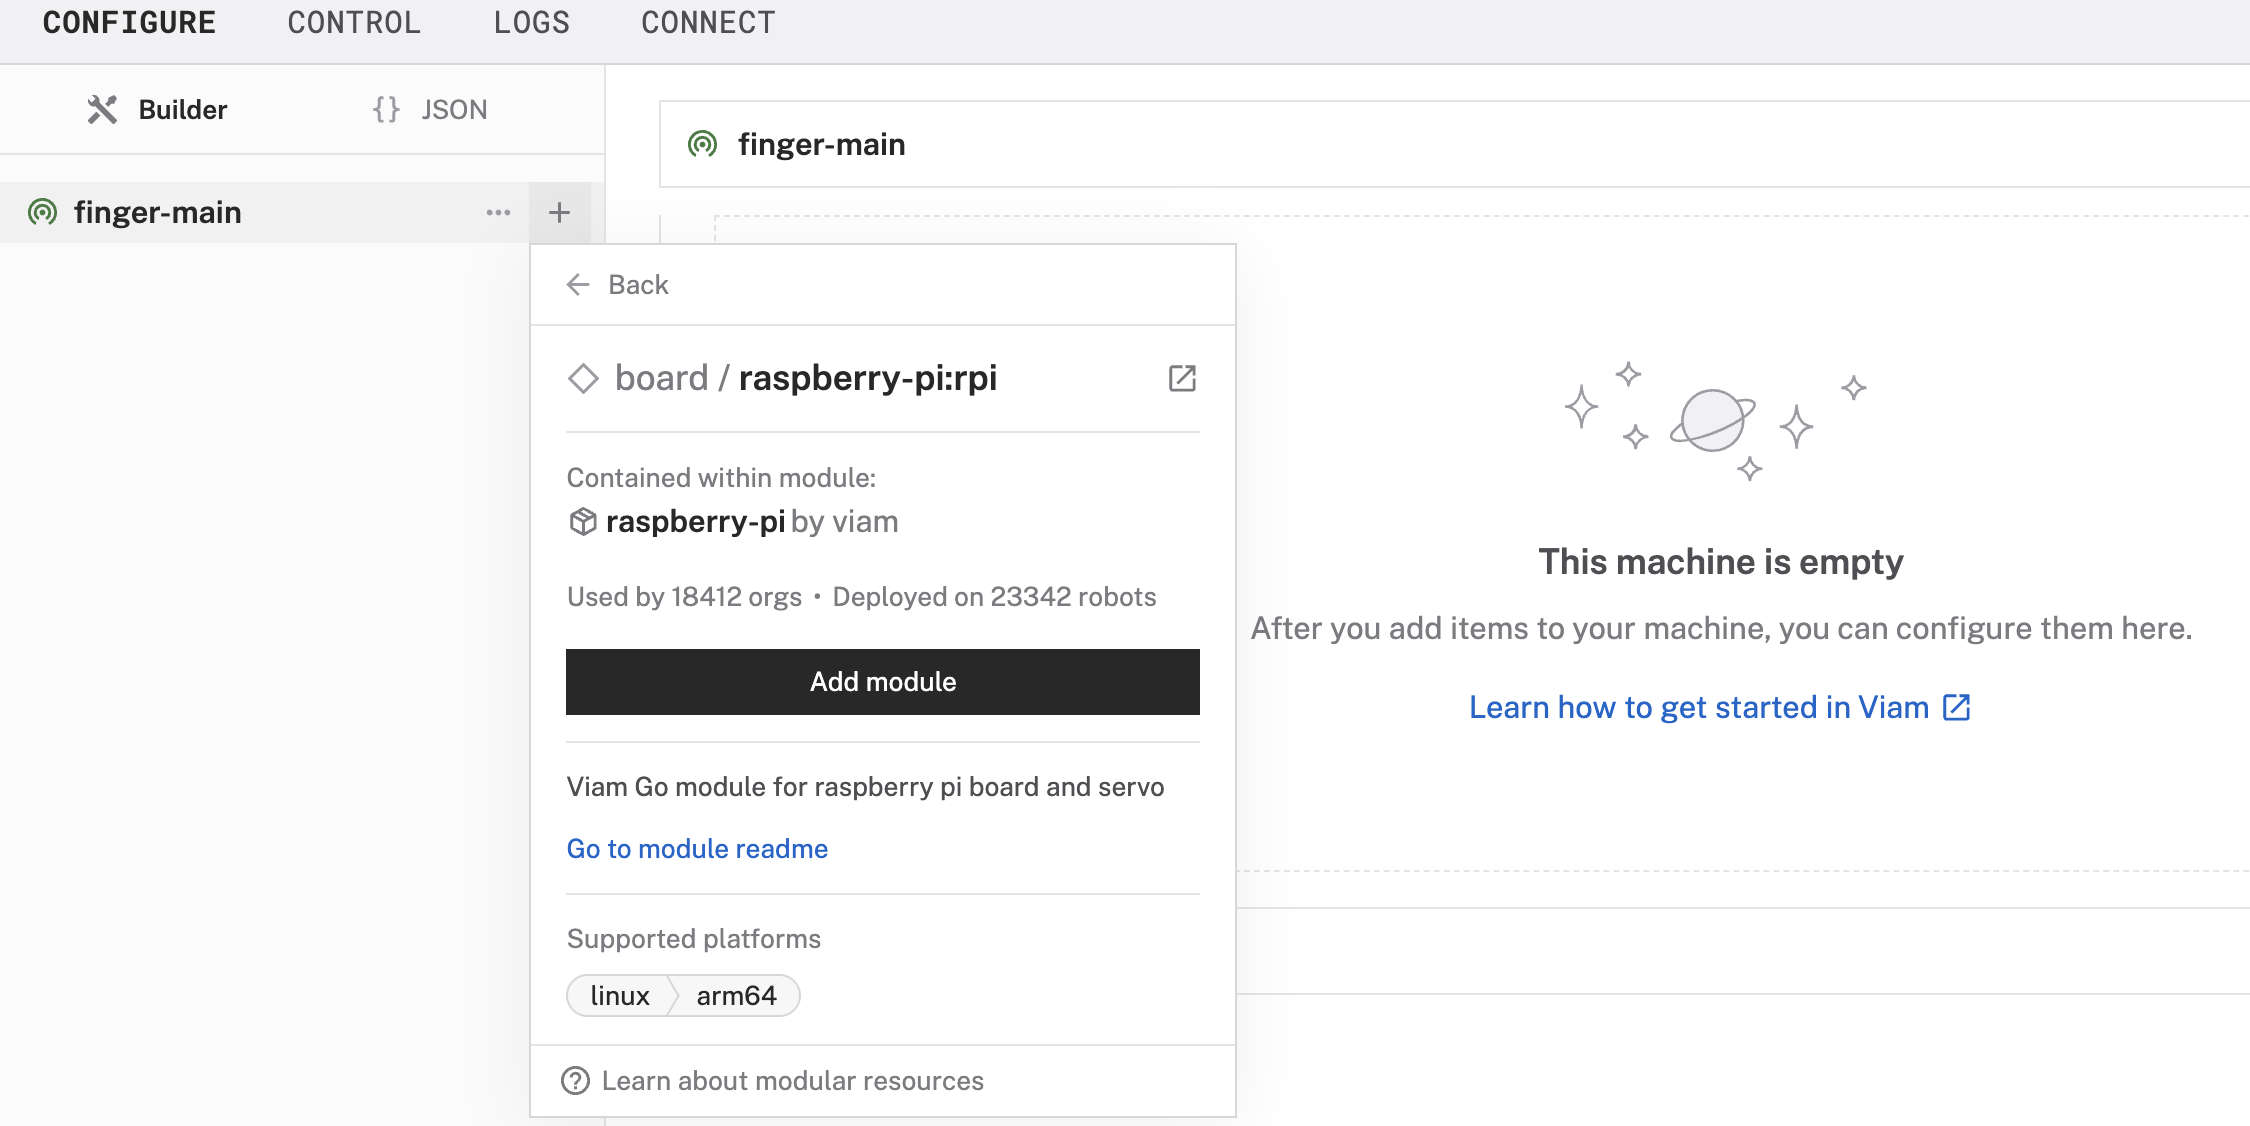 CONFIGURE CONTROL LOGS CONNECT
Builder {} JSON
finger-main
finger-main
Back
board / raspberry-pi:rpi
Contained within module:
raspberry-pi by viam
Used by 18412 orgs • Deployed on 23342 robots
Add module
Viam Go module for raspberry pi board and servo
Go to module readme
Supported platforms
linux arm64
Learn about modular resources
This machine is empty
After you add items to your machine, you can configure them here.
Learn how to get started in Viam